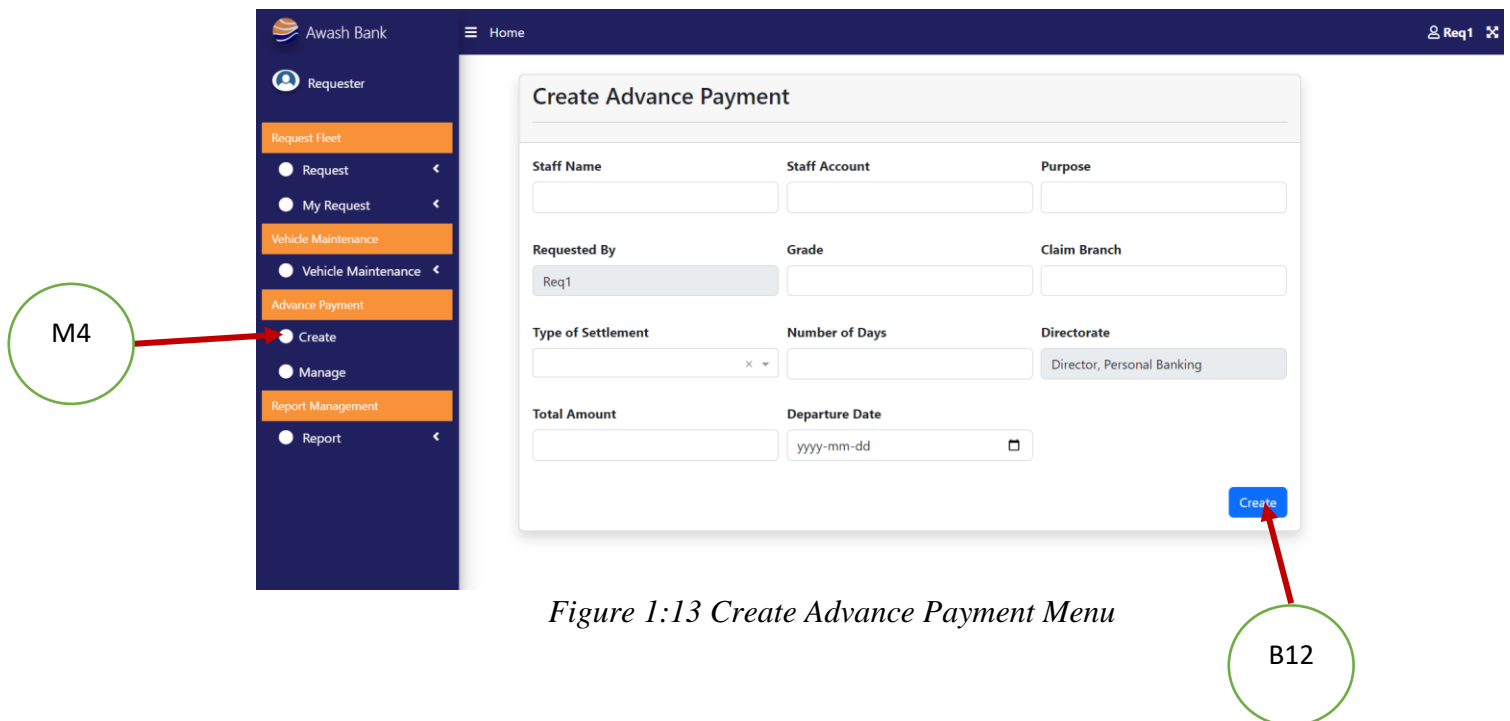 Awash Bank
Home
Req1
Requester
Create Advance Payment
Request Fleet
Request
My Request
Vehicle Maintenance
Vehicle Maintenance
Advance Payment
Create
Manage
Report Management
Report
Staff Name Staff Account Purpose
Requested By Grade Claim Branch
Req1
Type of Settlement Number of Days Directorate
Director, Personal Banking
Total Amount Departure Date
yyyy-mm-dd
Create
M4
Figure 1:13 Create Advance Payment Menu
B12